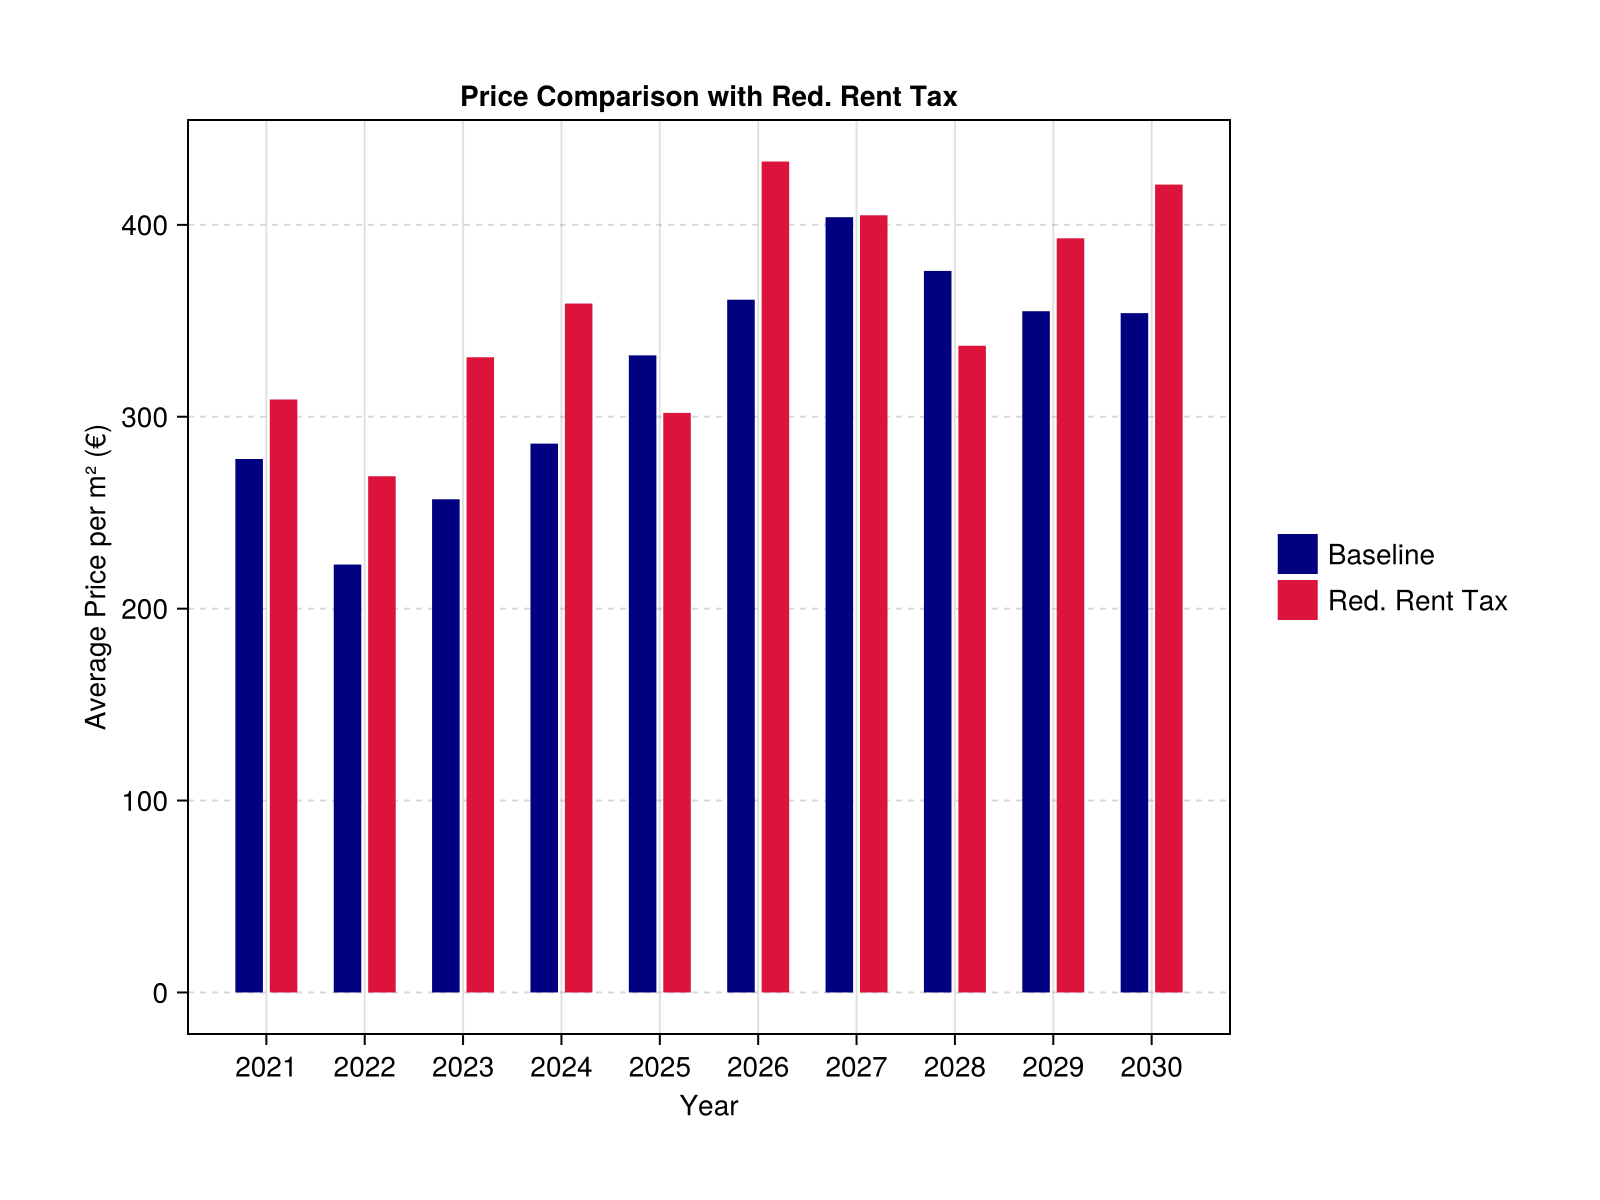 Price Comparison with Red. Rent Tax
Average Price per m² (€)
400
300
200
100
0
2021 2022 2023 2024 2025 2026 2027 2028 2029 2030
Year
Baseline
Red. Rent Tax